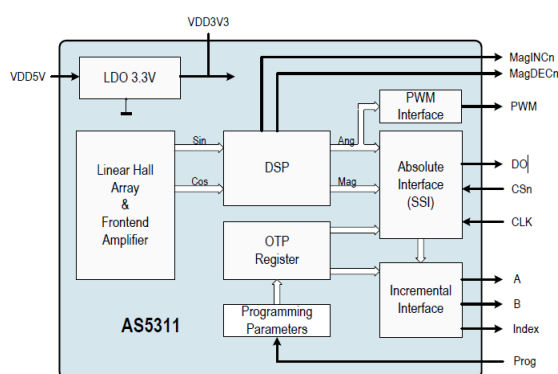 VDD3V3
VDD5V
LDO 3.3V
MagINCn
MagDECn
PWM
Interface
PWM
Sin
Cos
Linear Hall
Array
&
Frontend
Amplifier
DSP
Ang
Mag
Absolute
Interface
(SSI)
DO
CSn
CLK
OTP
Register
Incremental
Interface
A
B
Index
Programming
Parameters
AS5311
Prog